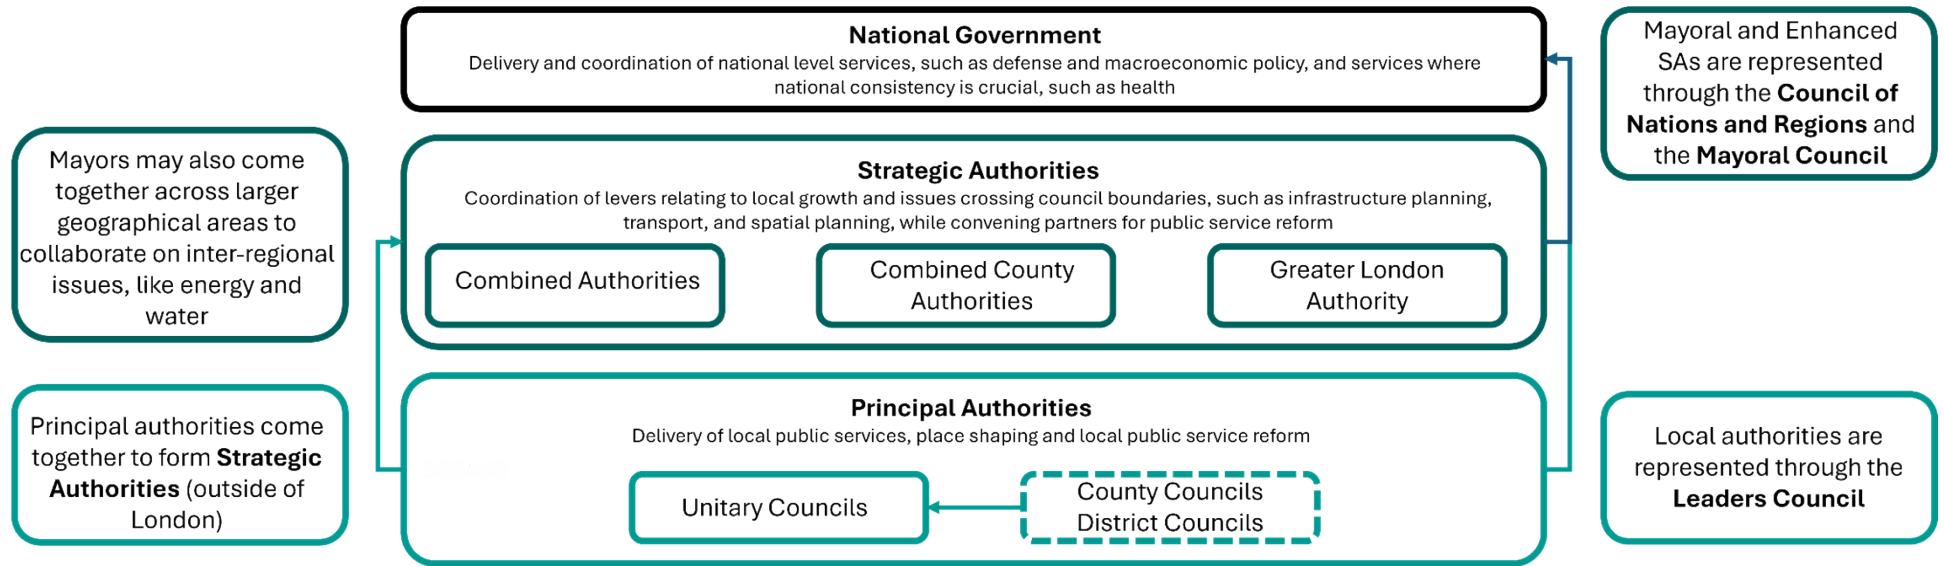 National Government
Delivery and coordination of national level services, such as defense and macroeconomic policy, and services where
national consistency is crucial, such as health
Mayoral and Enhanced
SAs are represented
through the Council of
Nations and Regions and
the Mayoral Council
Mayors may also come
together across larger
geographical areas to
collaborate on inter-regional
issues, like energy and
water
Strategic Authorities
Coordination of levers relating to local growth and issues crossing council boundaries, such as infrastructure planning,
transport, and spatial planning, while convening partners for public service reform
Combined Authorities
Combined County
Authorities
Greater London
Authority
Principal authorities come
together to form Strategic
Authorities (outside of
London)
Principal Authorities
Delivery of local public services, place shaping and local public service reform
Unitary Councils
County Councils
District Councils
Local authorities are
represented through the
Leaders Council